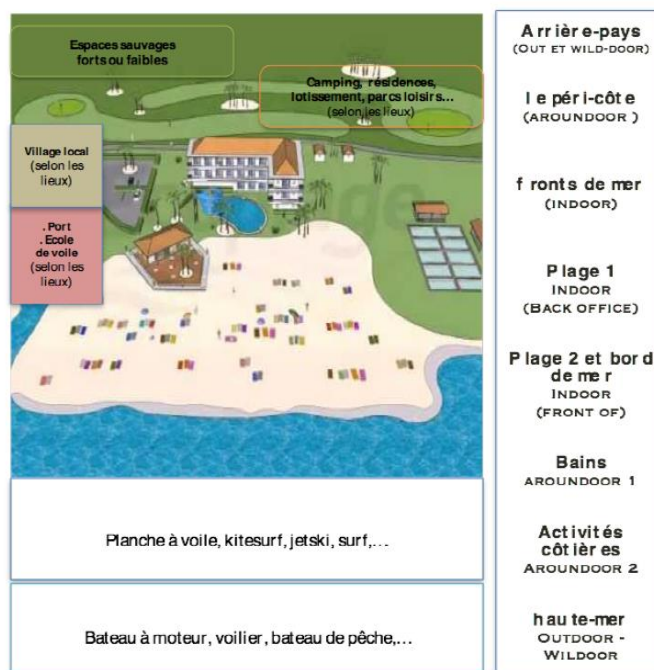 Espaces sauvages
forts ou faibles
Camping, résidences,
lotissement, parcs loisirs...
(selon les lieux)
Village local
(selon les
lieux)
. Port
. Ecole
de voile
(selon les
lieux)
Planche à voile, kitesurf, jetski, surf,...
Bateau à moteur, voilier, bateau de pêche,...
Arrière-pays
(OUT ET WILD-DOOR)
le péri-côte
(AROUNDOOR )
fronts de mer
(INDOOR)
Plage 1
INDOOR
(BACK OFFICE)
Plage 2 et bord
de mer
INDOOR
(FRONT OF)
Bains
AROUNDOOR 1
Activités
côtières
AROUNDOOR 2
haute-mer
OUTDOOR -
WILDOOR